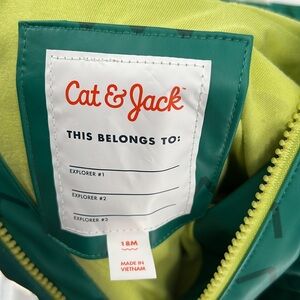 Cat & Jack
THIS BELONGS TO:
EXPLORER #1
EXPLORER #2
EXPLORER #3
18M
MADE IN
VIETNAM